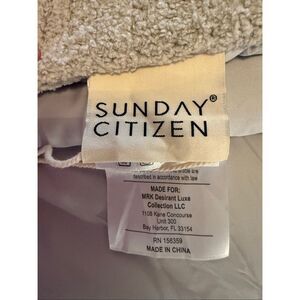 SUNDAY®
CITIZEN
described in accordance with law
MADE FOR:
MRK Desirant Luxe
Collection LLC
1108 Kane Concourse
Unit 300
Bay Harbor, FL 33154
RN 156359
MADE IN CHINA